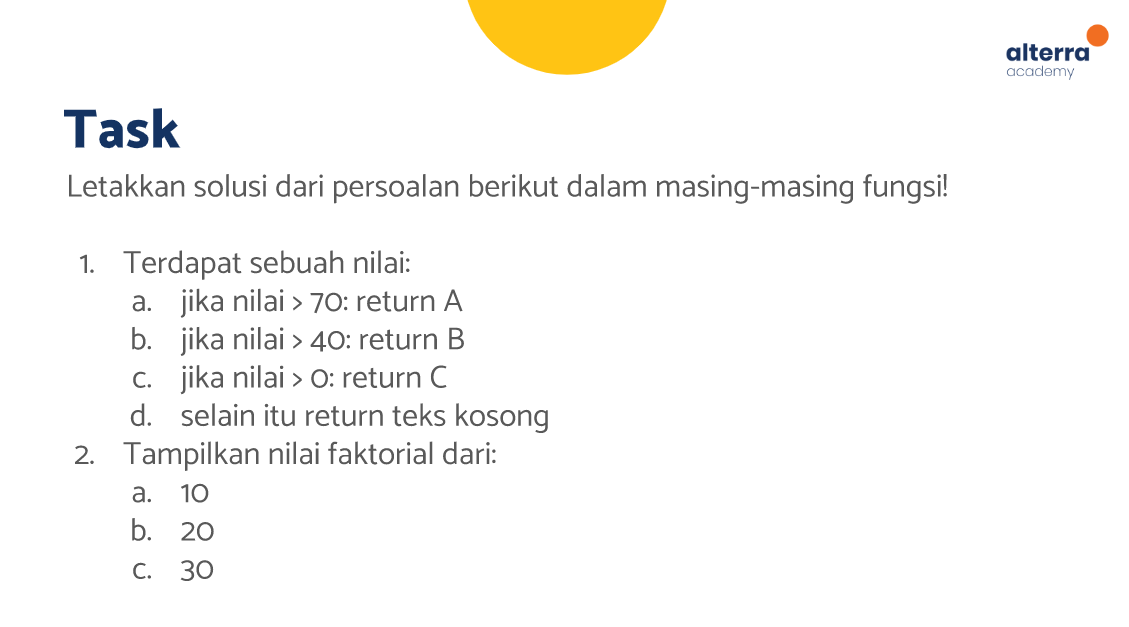 alterra
academy
Task
Letakkan solusi dari persoalan berikut dalam masing-masing fungsi!
1. Terdapat sebuah nilai:
a. jika nilai > 70: return A
b. jika nilai > 40: return B
c. jika nilai > 0: return C
d. selain itu return teks kosong
2. Tampilkan nilai faktorial dari:
a. 10
b. 20
c. 30